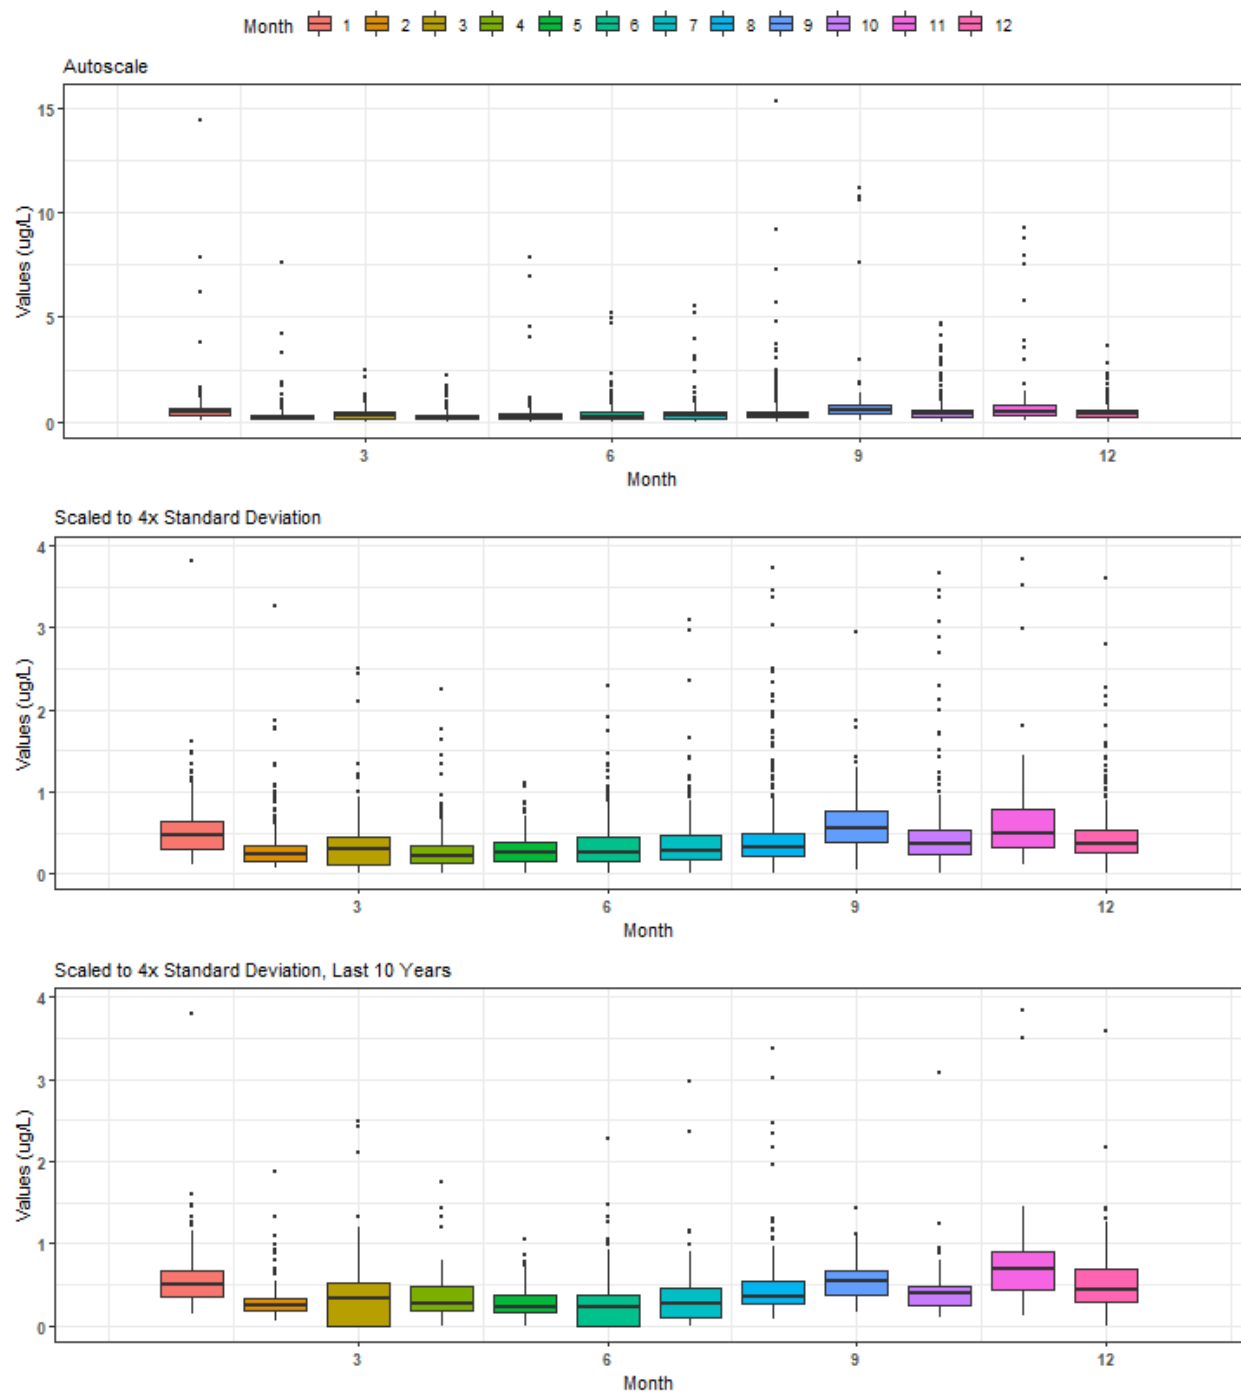 Month 1 2 3 4 5 6 7 8 9 10 11 12
Autoscale
15
10
5
0
Values (ug/L)
3 6 9 12
Month
Scaled to 4x Standard Deviation
4
3
2
1
0
Values (ug/L)
3 6 9 12
Month
Scaled to 4x Standard Deviation, Last 10 Years
4
3
2
1
0
Values (ug/L)
3 6 9 12
Month